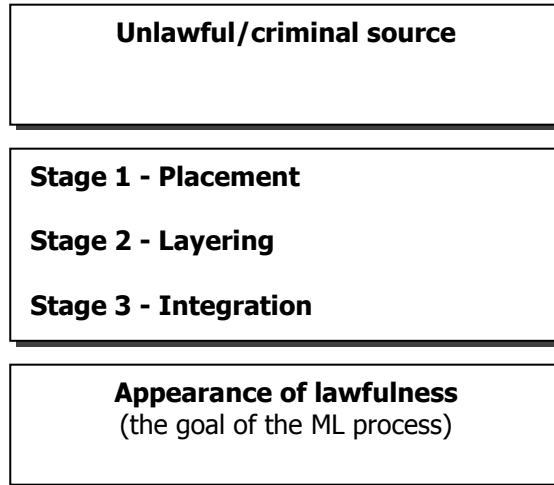 Unlawful/criminal source
Stage 1 - Placement
Stage 2 - Layering
Stage 3 - Integration
Appearance of lawfulness
(the goal of the ML process)